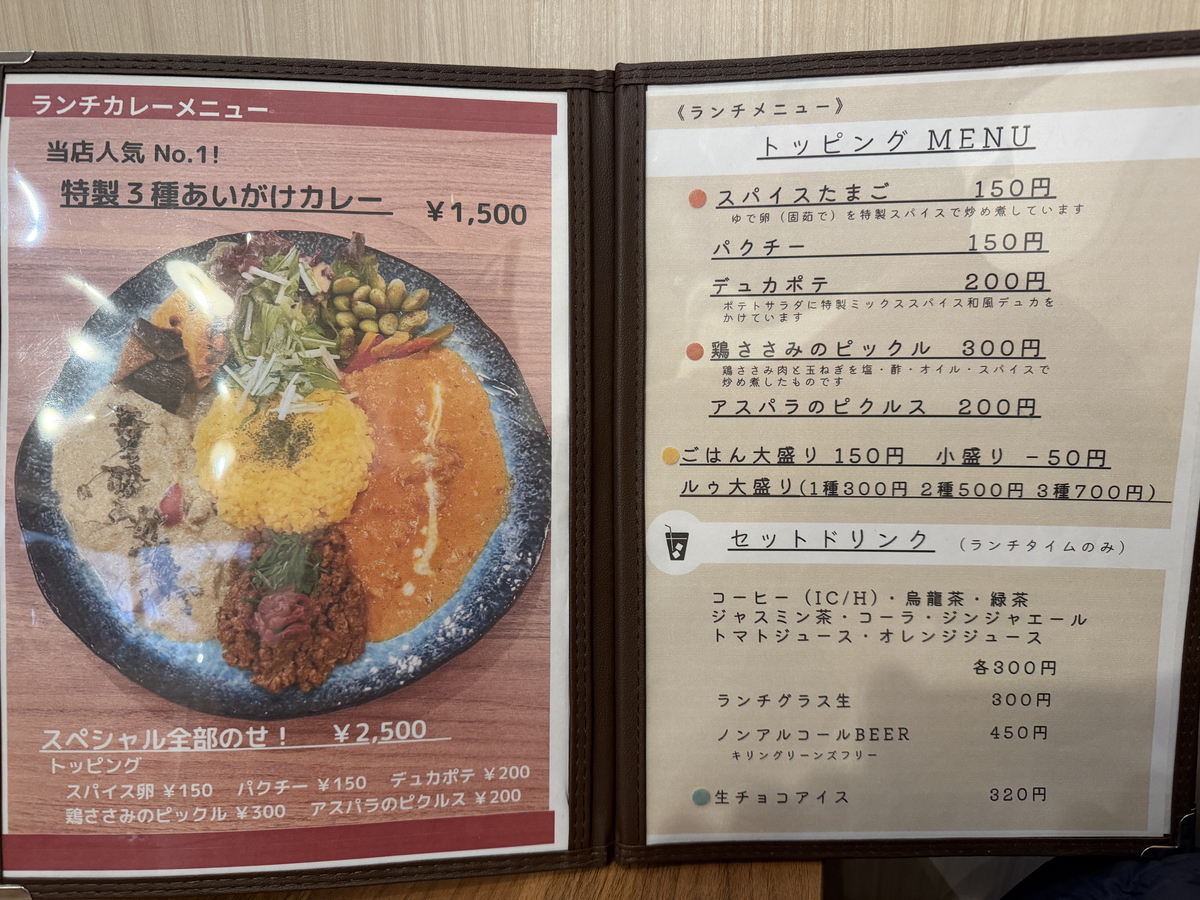 ランチカレーメニュー
当店人気 No.1!
特製3種あいがけカレー ¥1,500
スペシャル全部のせ! ¥2,500
トッピング
スパイス卵 ¥150 パクチー ¥150 デュカポテ ¥200
鶏ささみのピックル ¥300 アスパラのピクルス ¥200
《ランチメニュー》
トッピング MENU
スパイスたまご 150円
ゆで卵(固茹で)を特製スパイスで炒め煮しています
パクチー 150円
デュカポテ 200円
ポテトサラダに特製ミックススパイス和風デュカを
かけています
鶏ささみのピックル 300円
鶏ささみ肉と玉ねぎを塩・酢・オイル・スパイスで
炒め煮したものです
アスパラのピクルス 200円
ごはん大盛り 150円 小盛り -50円
ルゥ大盛り(1種300円 2種500円 3種700円)
セットドリンク (ランチタイムのみ)
コーヒー(IC/H)・烏龍茶・緑茶
ジャスミン茶・コーラ・ジンジャエール
トマトジュース・オレンジジュース
各300円
ランチグラス生 300円
ノンアルコールBEER 450円
キリングリーンズフリー
生チョコアイス 320円